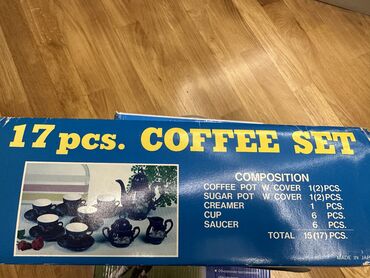 17 pcs. COFFEE SET
COMPOSITION
COFFEE POT W COVER 1(2)PCS.
SUGAR POT W COVER 1(2)PCS.
CREAMER 1 PCS.
CUP 6 PCS.
SAUCER 6 PCS.
TOTAL 15(17) PCS.
MADE IN